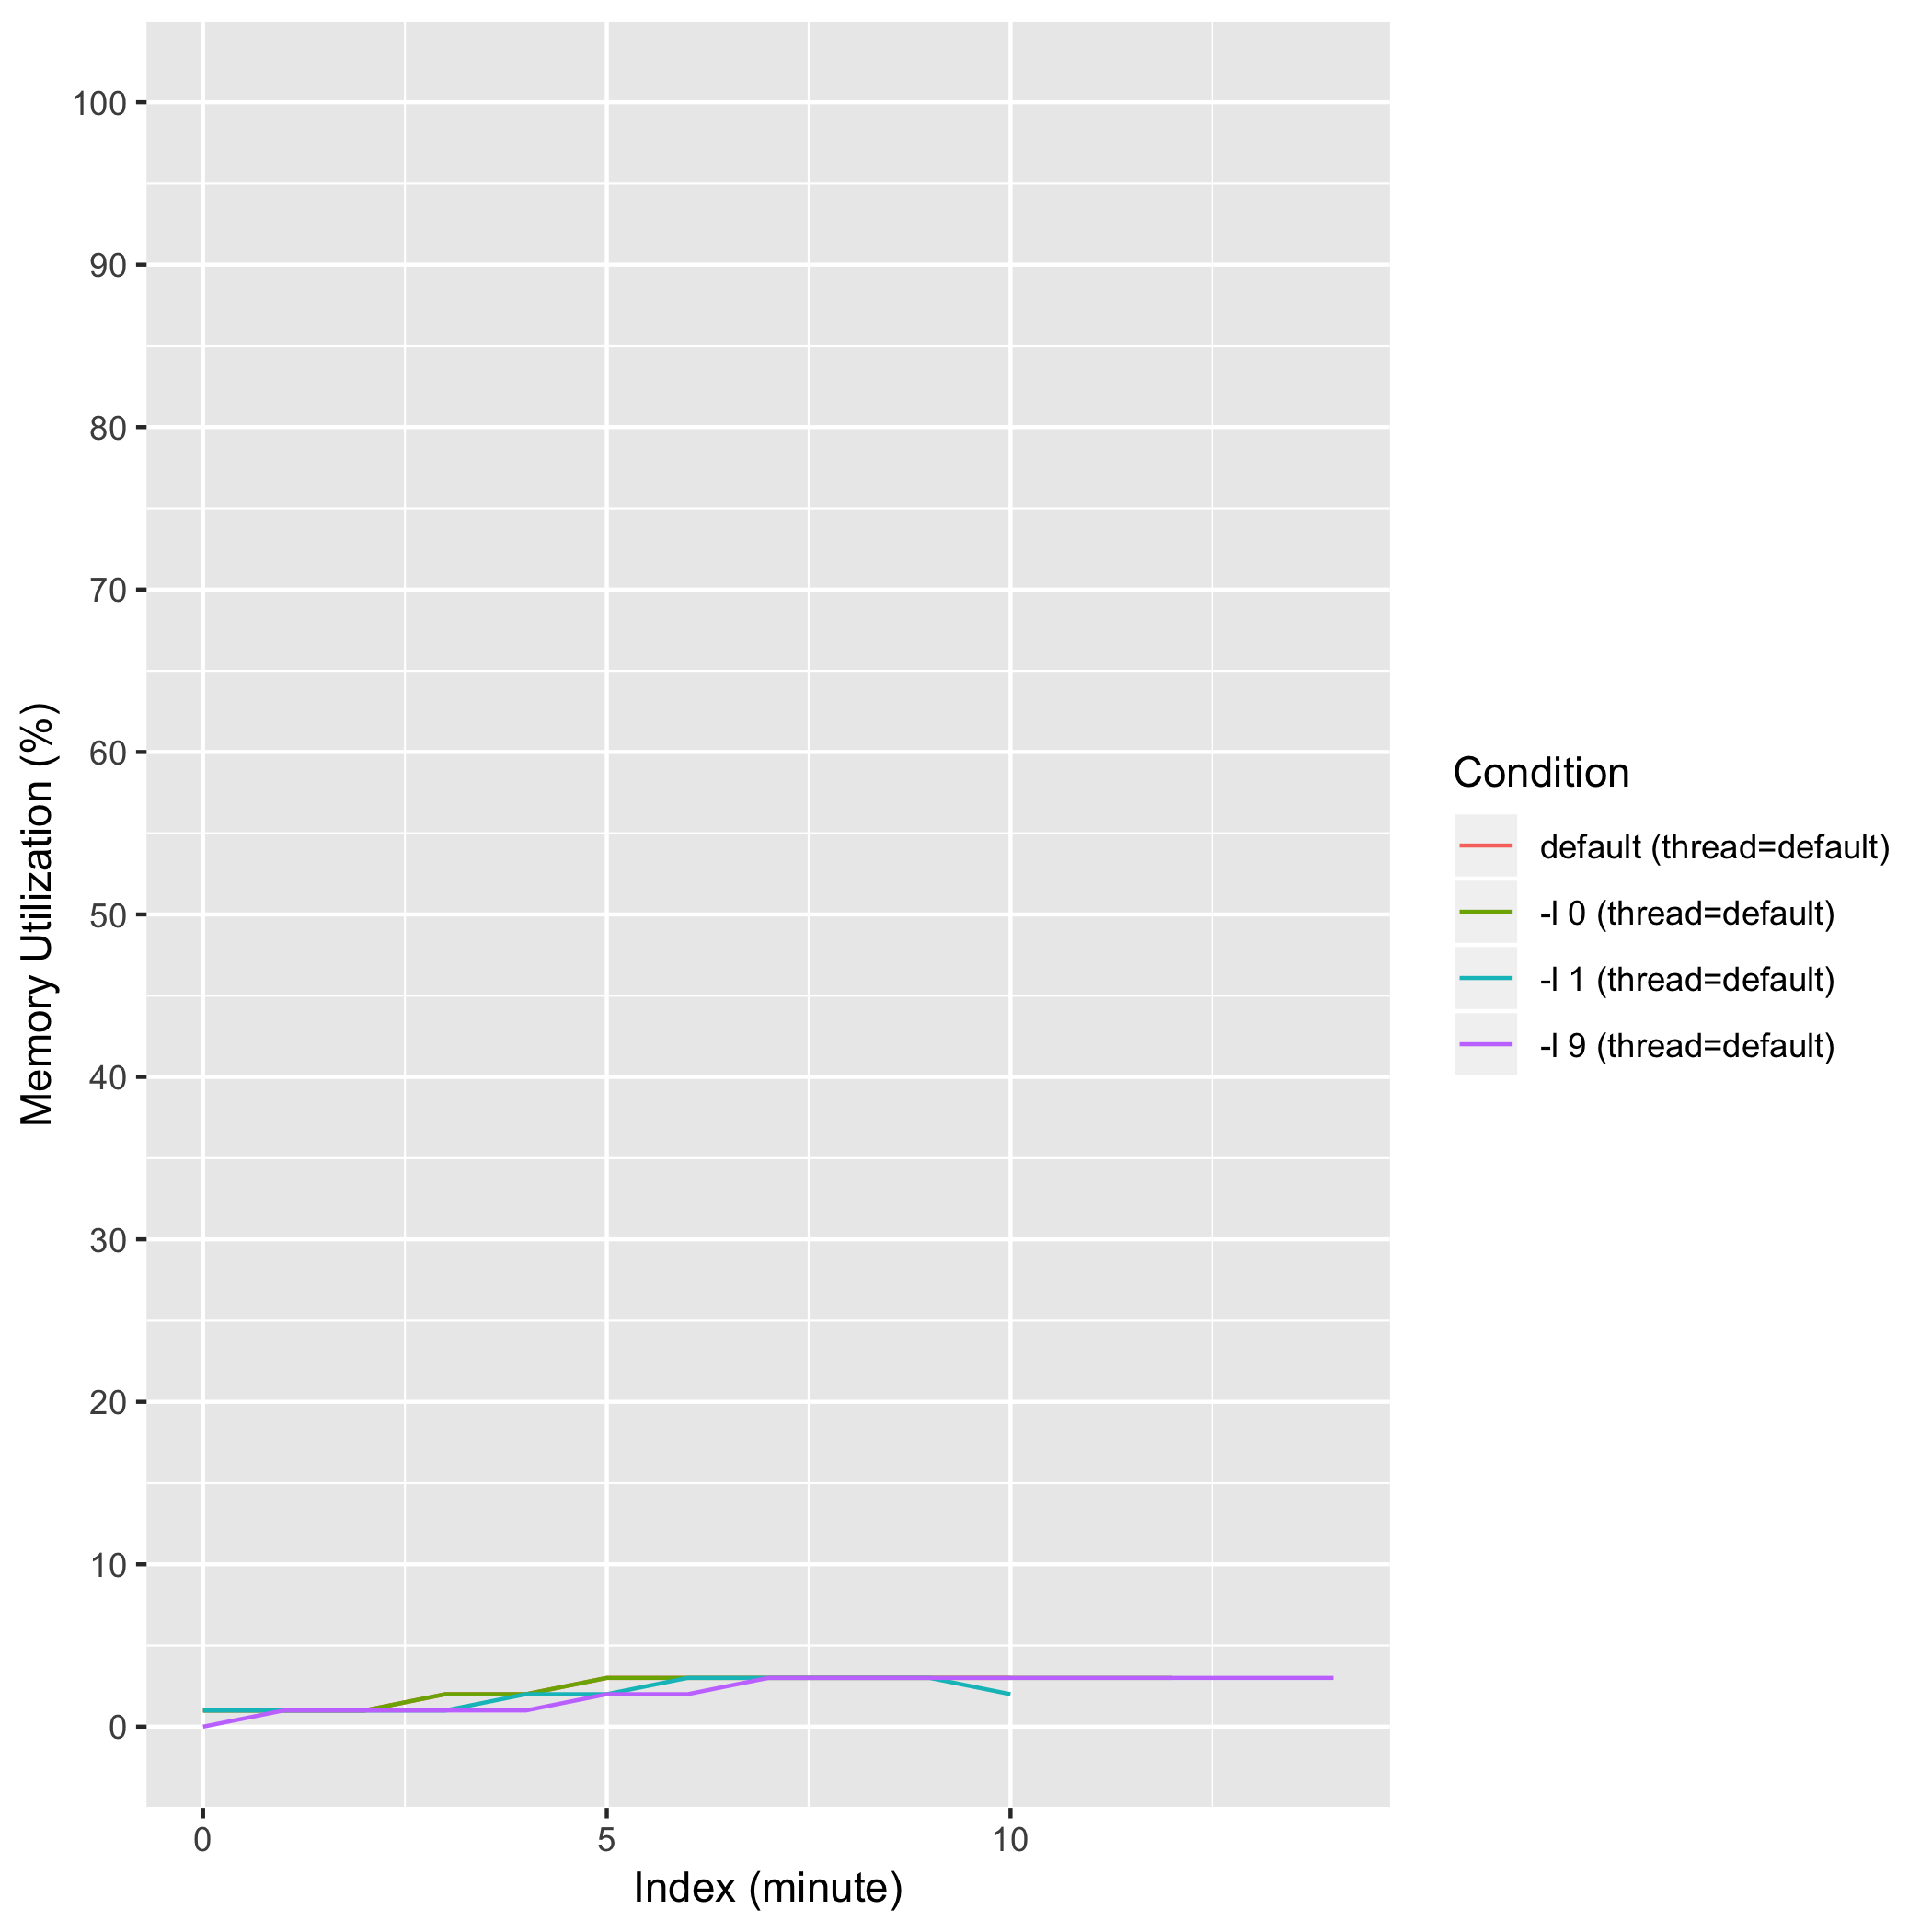 100
90
80
70
60
50
40
30
20
10
0
Memory Utilization (%)
0 5 10
Index (minute)
Condition
default (thread=default)
-l 0 (thread=default)
-l 1 (thread=default)
-l 9 (thread=default)